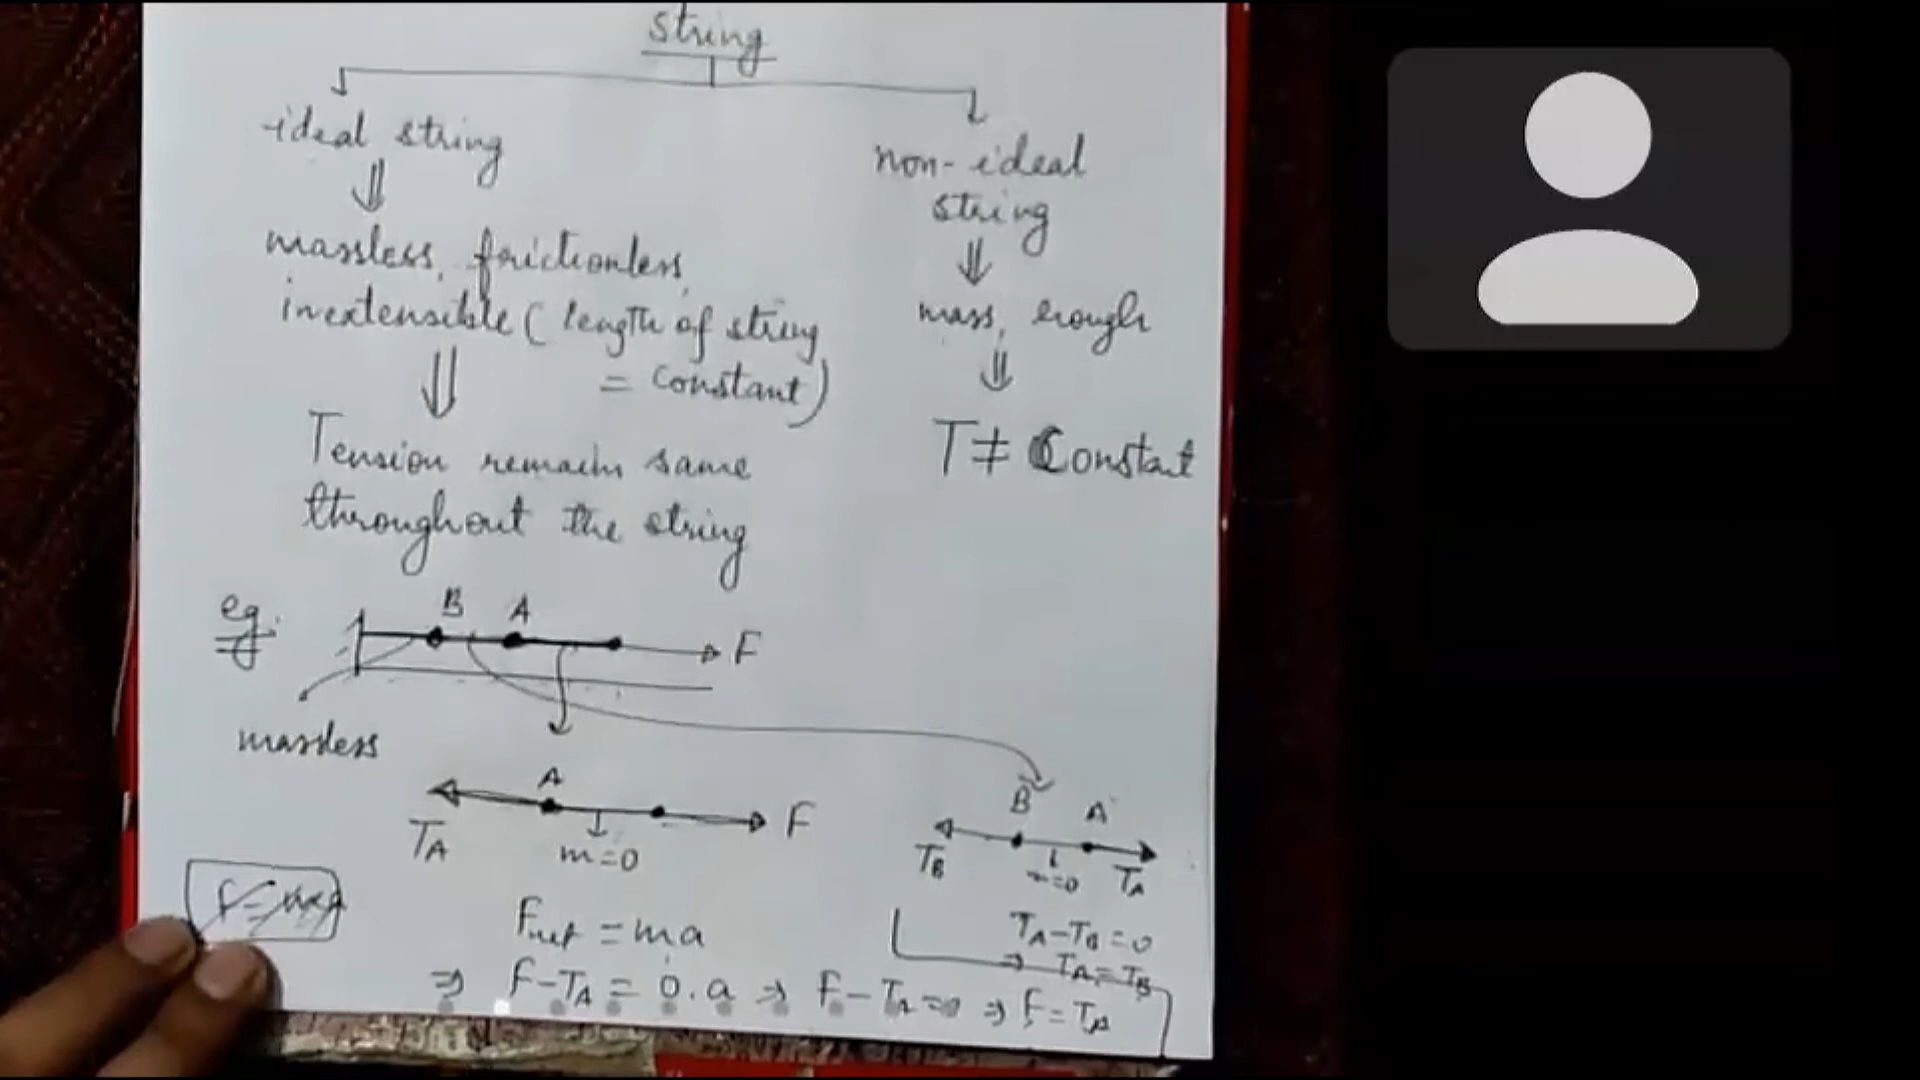 string
ideal string
non-ideal
string
massless, frictionless,
inextensible (length of string
= constant)
mass, rough
Tension remain same
throughout the string
T ≠ Constant
eg.
B A F
massless
A
TA m=0 F
B A
TB m=0 TA
TA-TB=0
⇒ TA=TB
Fnet = ma
⇒ F-TA = 0.a ⇒ F-TA=0 ⇒ F=TA